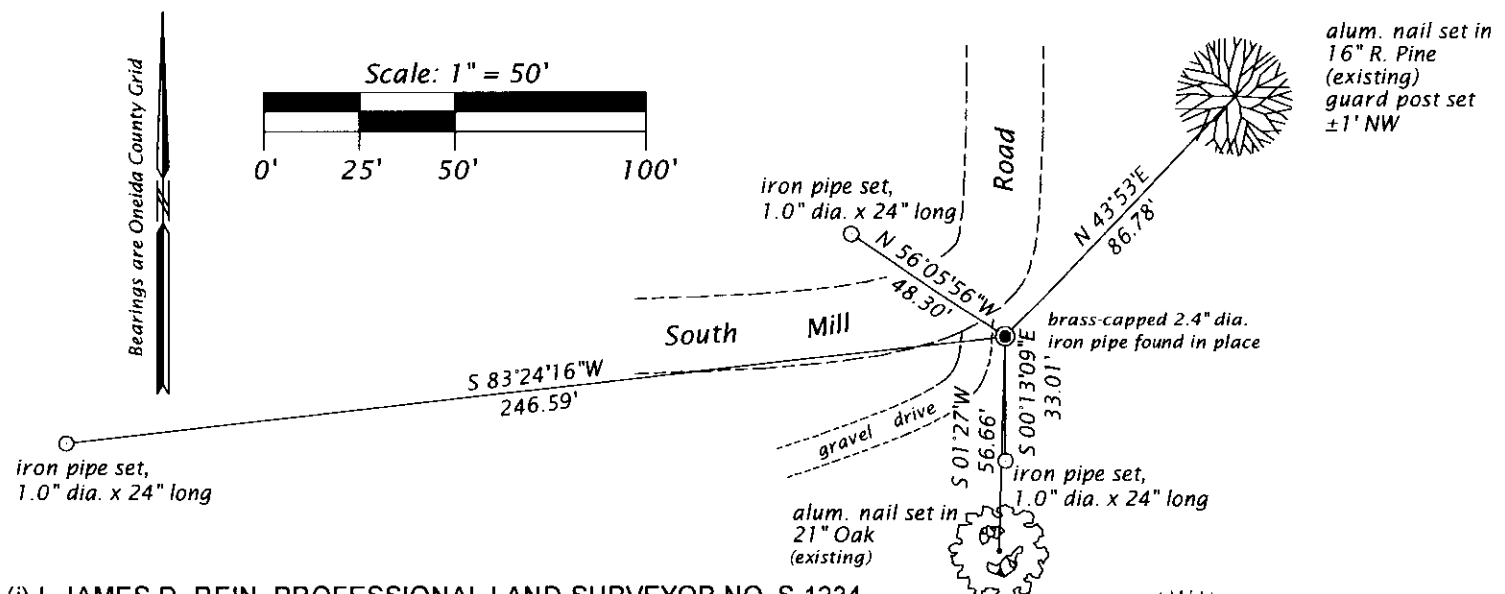 Bearings are Oneida County Grid
Scale: 1" = 50'
0' 25' 50' 100'
alum. nail set in
16" R. Pine
(existing)
guard post set
±1' NW
Road
iron pipe set,
1.0" dia. x 24" long
N 43°53'E
86.78'
N 56°05'56"W
48.30'
South Mill
brass-capped 2.4" dia.
iron pipe found in place
S 83°24'16"W
246.59'
S 00°13'09"E
33.01'
S 01°27'W
56.66'
gravel drive
iron pipe set,
1.0" dia. x 24" long
iron pipe set,
1.0" dia. x 24" long
alum. nail set in
21" Oak
(existing)
(i) I, JAMES D. REIN, PROFESSIONAL LAND SURVEYOR NO. S-1234